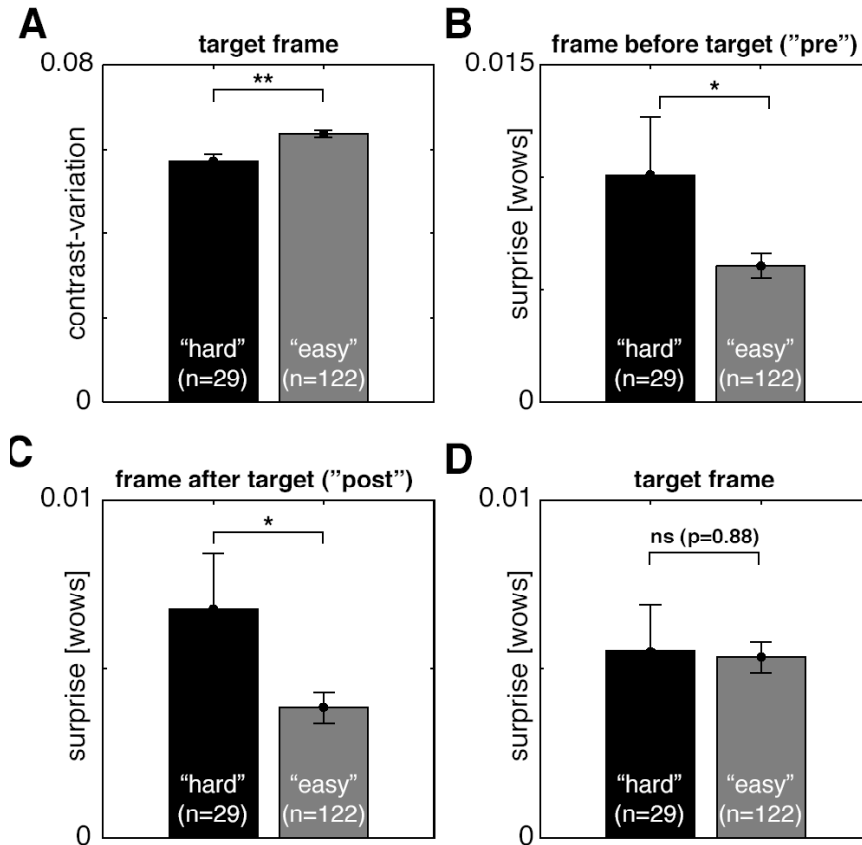 A
target frame
0.08
**
contrast-variation
"hard"
(n=29)
"easy"
(n=122)
0
B
frame before target ("pre")
0.015
*
surprise [wows]
"hard"
(n=29)
"easy"
(n=122)
0
C
frame after target ("post")
0.01
*
surprise [wows]
"hard"
(n=29)
"easy"
(n=122)
0
D
target frame
0.01
ns (p=0.88)
surprise [wows]
"hard"
(n=29)
"easy"
(n=122)
0